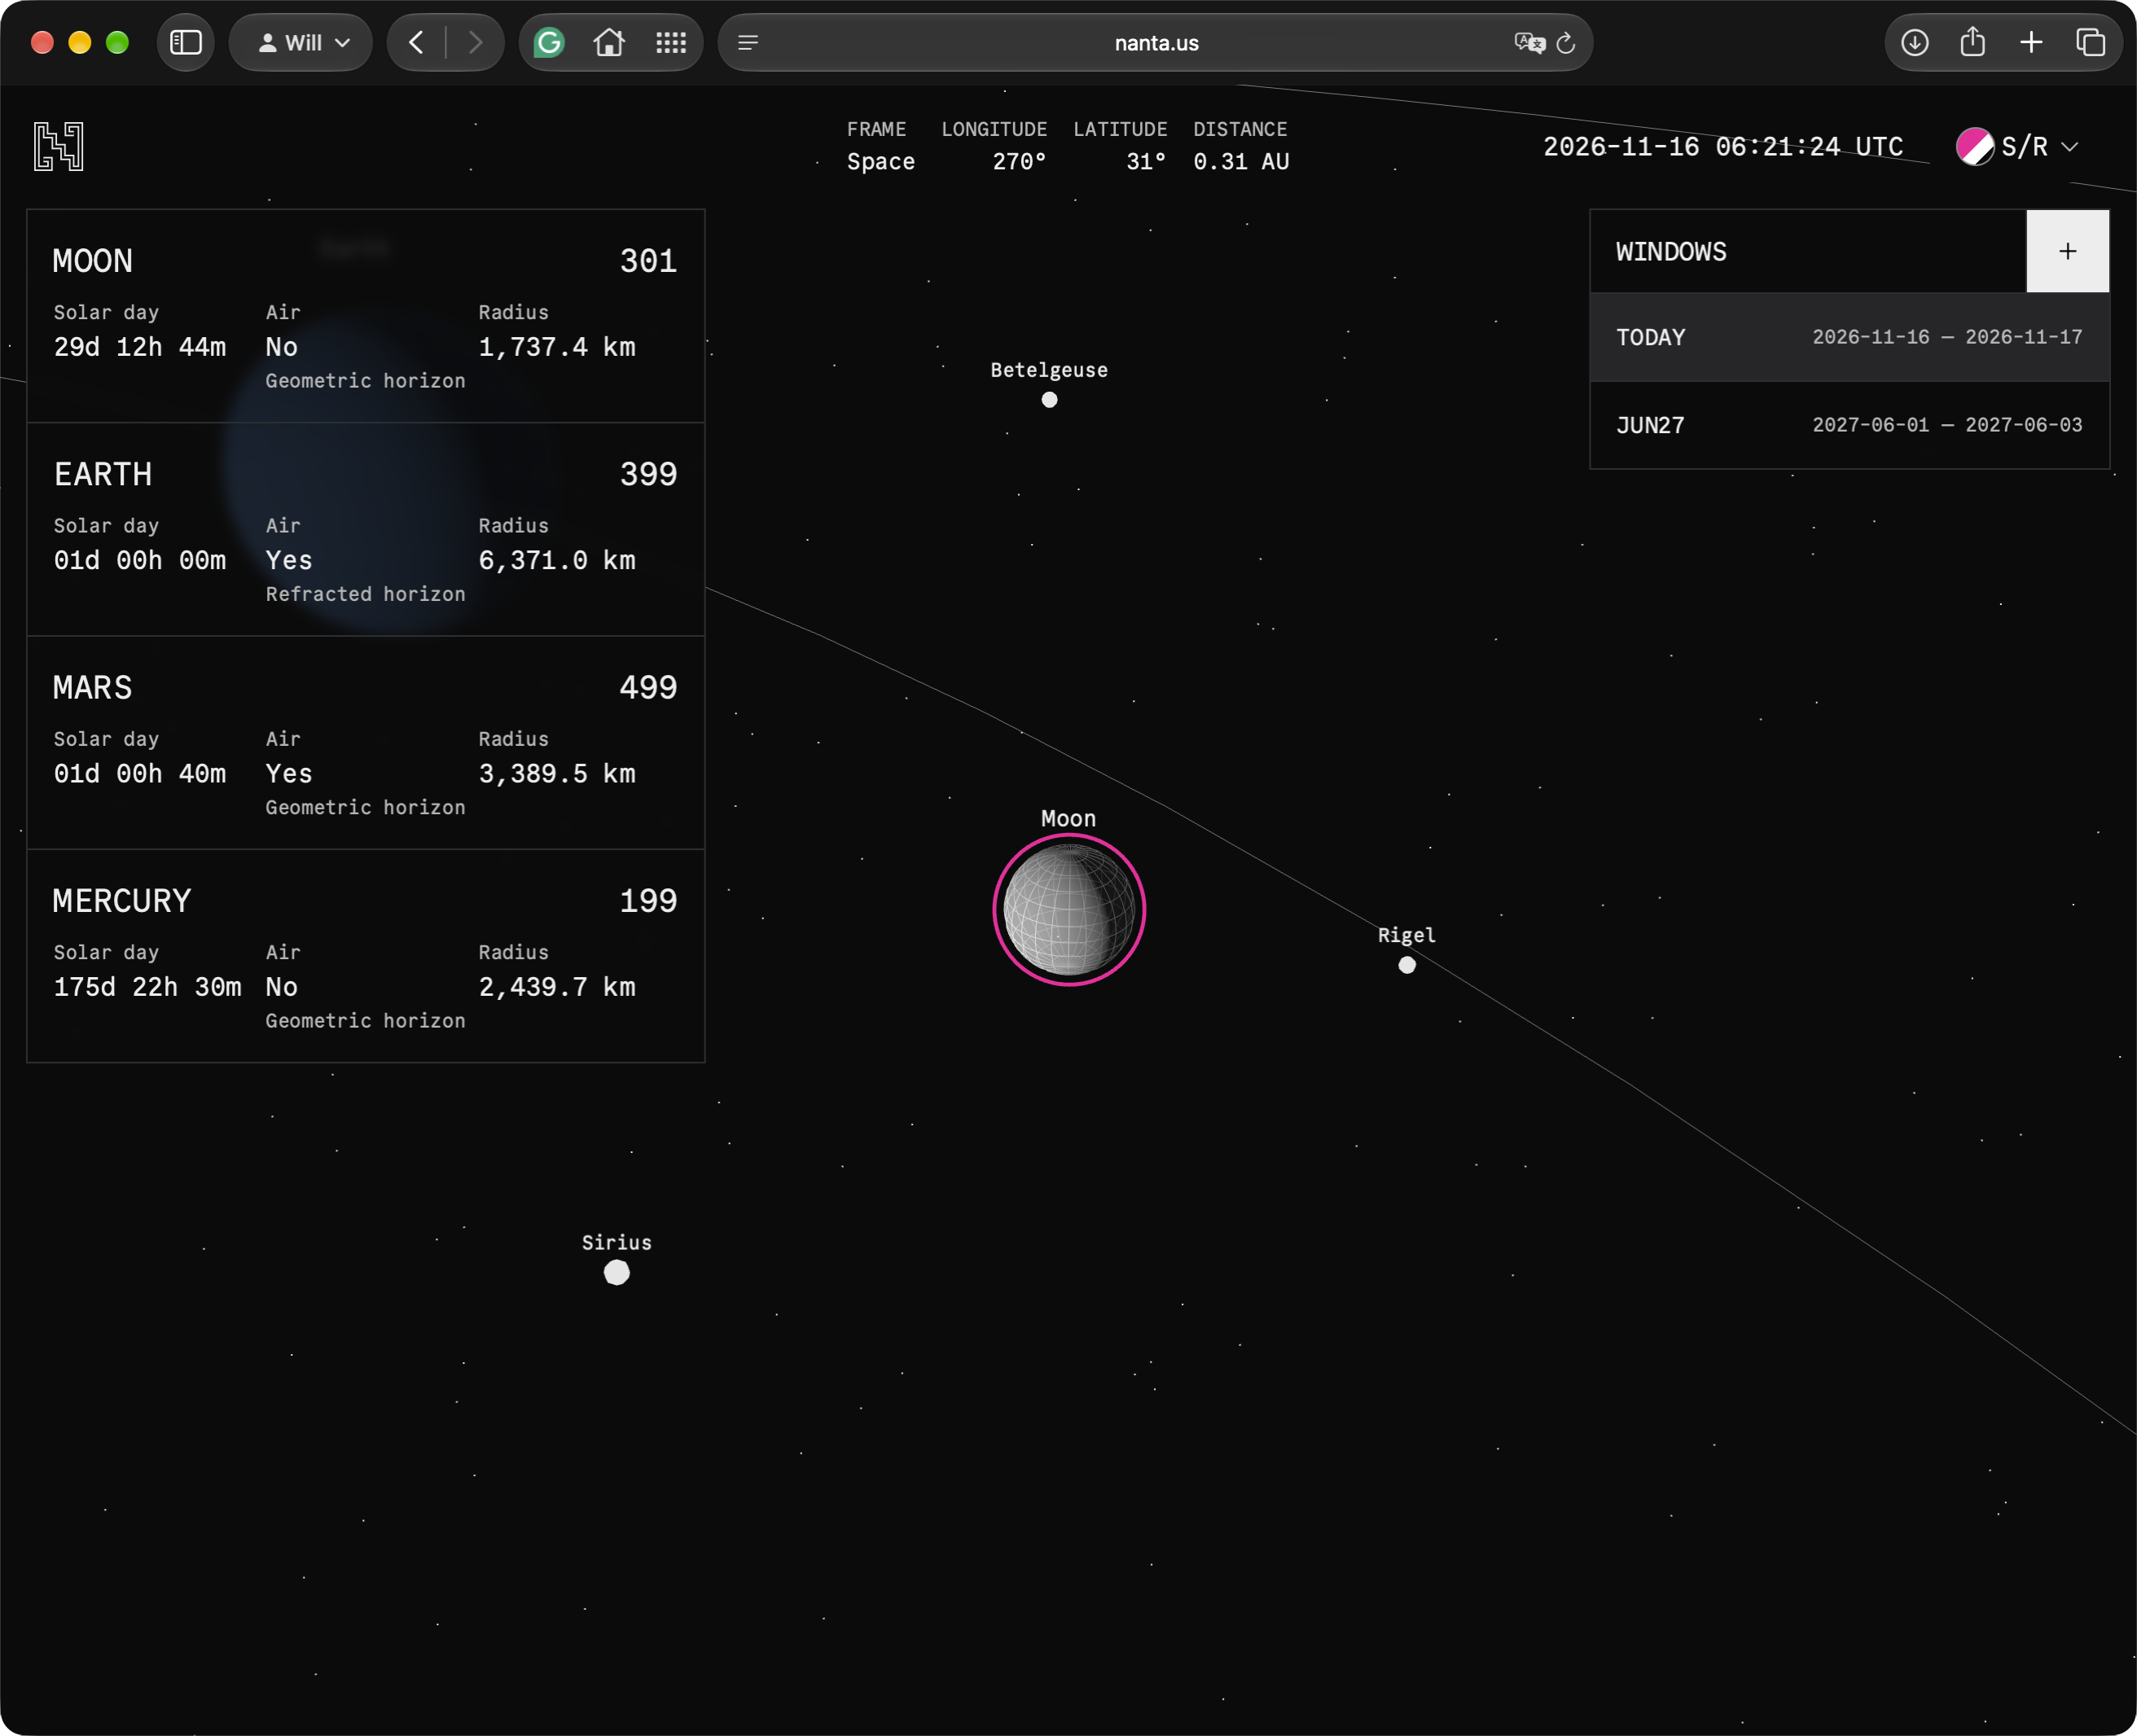 Will
nanta.us
FRAME LONGITUDE LATITUDE DISTANCE
Space 270° 31° 0.31 AU
2026-11-16 06:21:24 UTC
S/R
MOON 301
Solar day Air Radius
29d 12h 44m No 1,737.4 km
Geometric horizon
EARTH 399
Solar day Air Radius
01d 00h 00m Yes 6,371.0 km
Refracted horizon
MARS 499
Solar day Air Radius
01d 00h 40m Yes 3,389.5 km
Geometric horizon
MERCURY 199
Solar day Air Radius
175d 22h 30m No 2,439.7 km
Geometric horizon
WINDOWS +
TODAY 2026-11-16 — 2026-11-17
JUN27 2027-06-01 — 2027-06-03
Betelgeuse
Moon
Rigel
Sirius